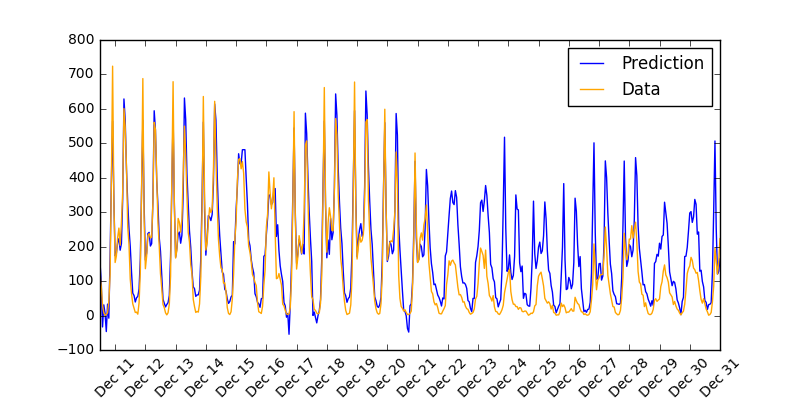 800
700
600
500
400
300
200
100
0
−100
Prediction
Data
Dec 11
Dec 12
Dec 13
Dec 14
Dec 15
Dec 16
Dec 17
Dec 18
Dec 19
Dec 20
Dec 21
Dec 22
Dec 23
Dec 24
Dec 25
Dec 26
Dec 27
Dec 28
Dec 29
Dec 30
Dec 31